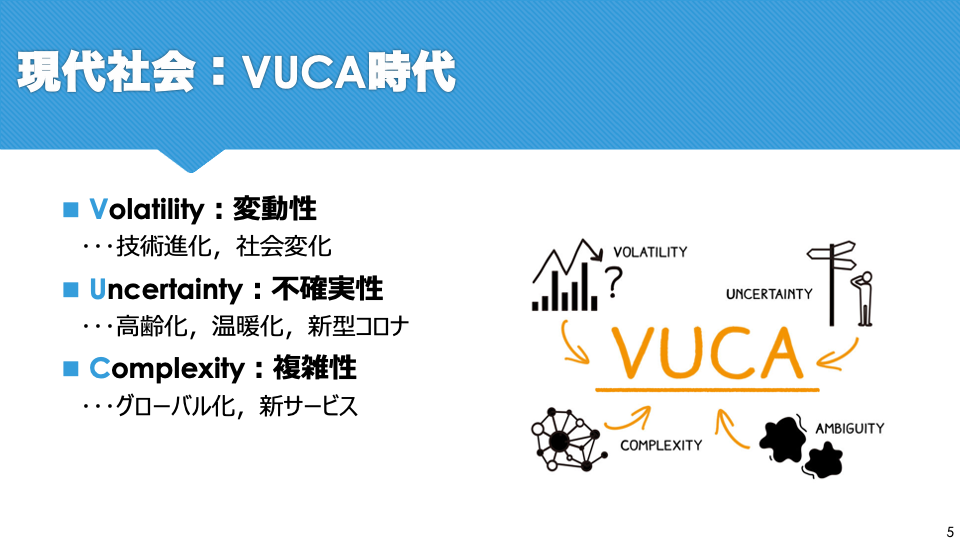 現代社会：VUCA時代
Volatility：変動性
･･･技術進化，社会変化
Uncertainty：不確実性
･･･高齢化，温暖化，新型コロナ
Complexity：複雑性
･･･グローバル化，新サービス
VOLATILITY
?
UNCERTAINTY
VUCA
COMPLEXITY
AMBIGUITY
5